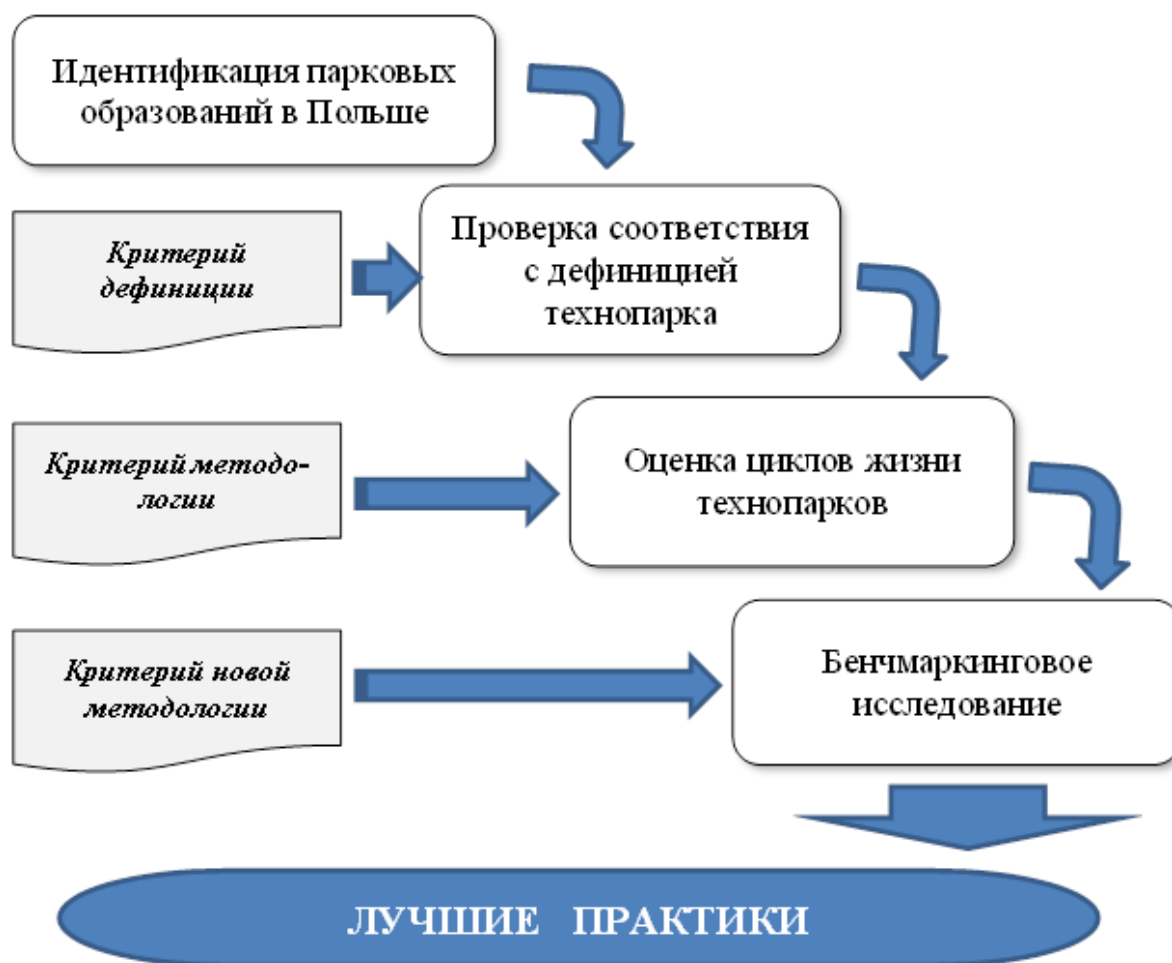 Идентификация парковых
образований в Польше
Критерий
дефиниции
Проверка соответствия
с дефиницией
технопарка
Критерий методо-
логии
Оценка циклов жизни
технопарков
Критерий новой
методологии
Бенчмаркинговое
исследование
ЛУЧШИЕ ПРАКТИКИ